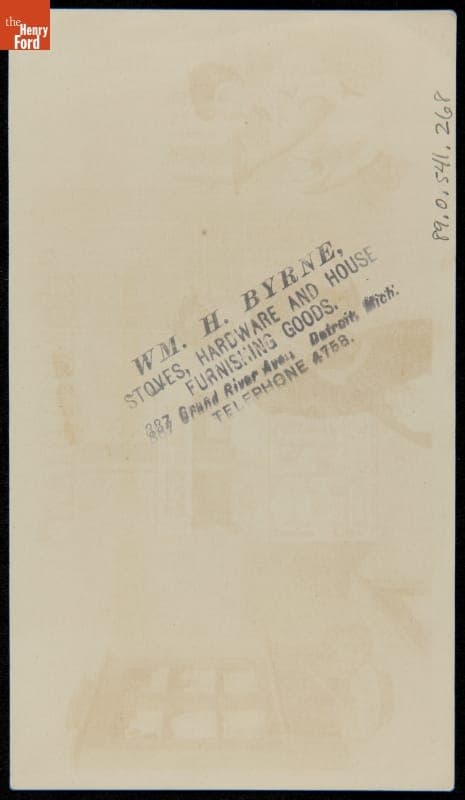 the
Henry
Ford
89.0.541.268
WM. H. BYRNE,
STOVES, HARDWARE AND HOUSE
FURNISHING GOODS.
387 Grand River Ave., Detroit, Mich.
TELEPHONE 4758.